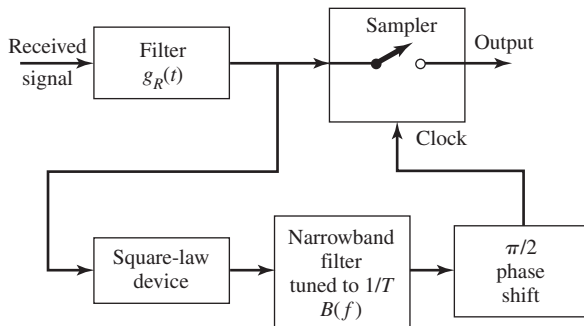 Received
signal
Filter
g_R(t)
Sampler
Output
Clock
Square-law
device
Narrowband
filter
tuned to 1/T
B(f)
π/2
phase
shift